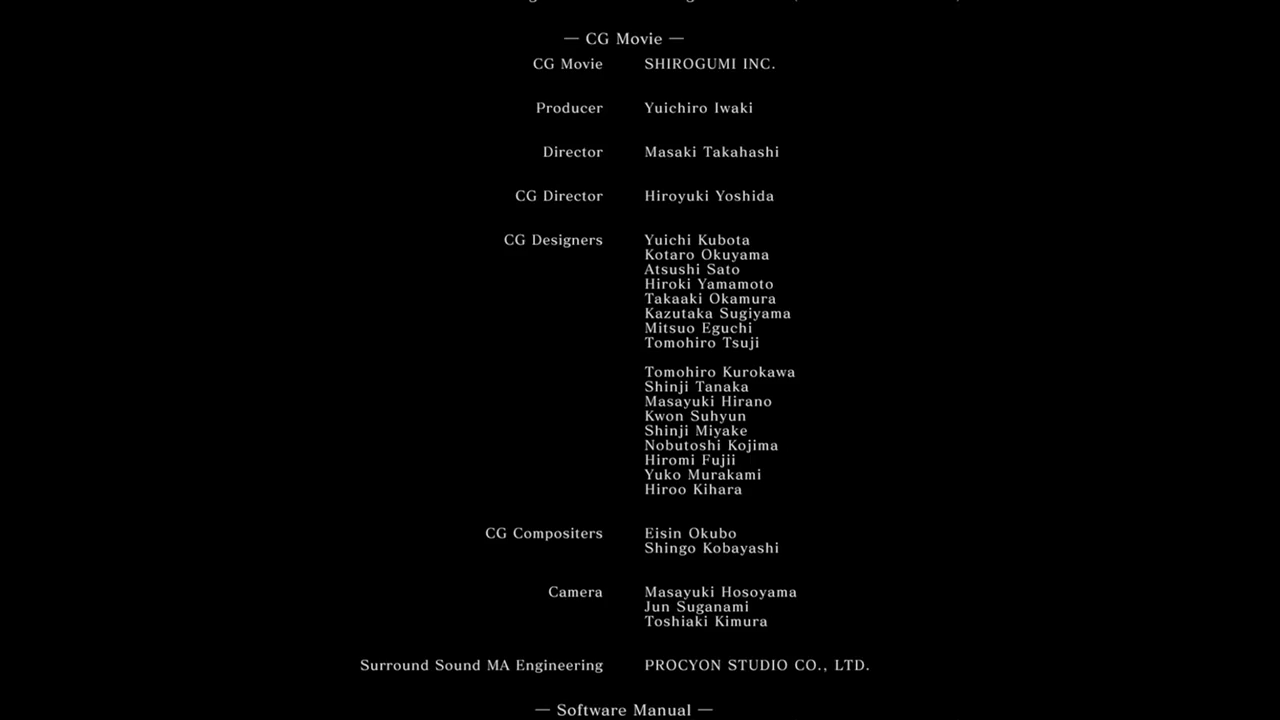 — CG Movie —
CG Movie SHIROGUMI INC.
Producer Yuichiro Iwaki
Director Masaki Takahashi
CG Director Hiroyuki Yoshida
CG Designers Yuichi Kubota
Kotaro Okuyama
Atsushi Sato
Hiroki Yamamoto
Takaaki Okamura
Kazutaka Sugiyama
Mitsuo Eguchi
Tomohiro Tsuji
Tomohiro Kurokawa
Shinji Tanaka
Masayuki Hirano
Kwon Suhyun
Shinji Miyake
Nobutoshi Kojima
Hiromi Fujii
Yuko Murakami
Hiroo Kihara
CG Compositers Eisin Okubo
Shingo Kobayashi
Camera Masayuki Hosoyama
Jun Suganami
Toshiaki Kimura
Surround Sound MA Engineering PROCYON STUDIO CO., LTD.
— Software Manual —